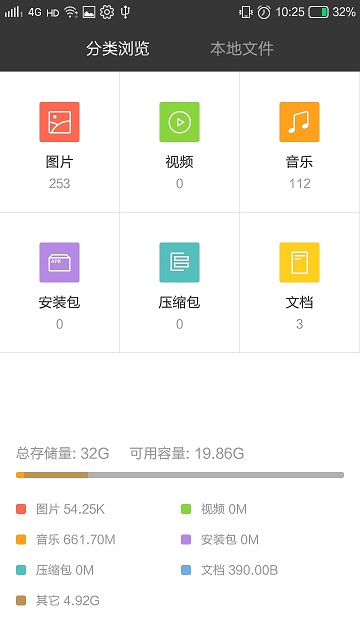 4G HD 10:25 32%
分类浏览 本地文件
图片 视频 音乐
253 0 112
APK
安装包 压缩包 文档
0 0 3
总存储量: 32G 可用容量: 19.86G
图片 54.25K 视频 0M
音乐 661.70M 安装包 0M
压缩包 0M 文档 390.00B
其它 4.92G